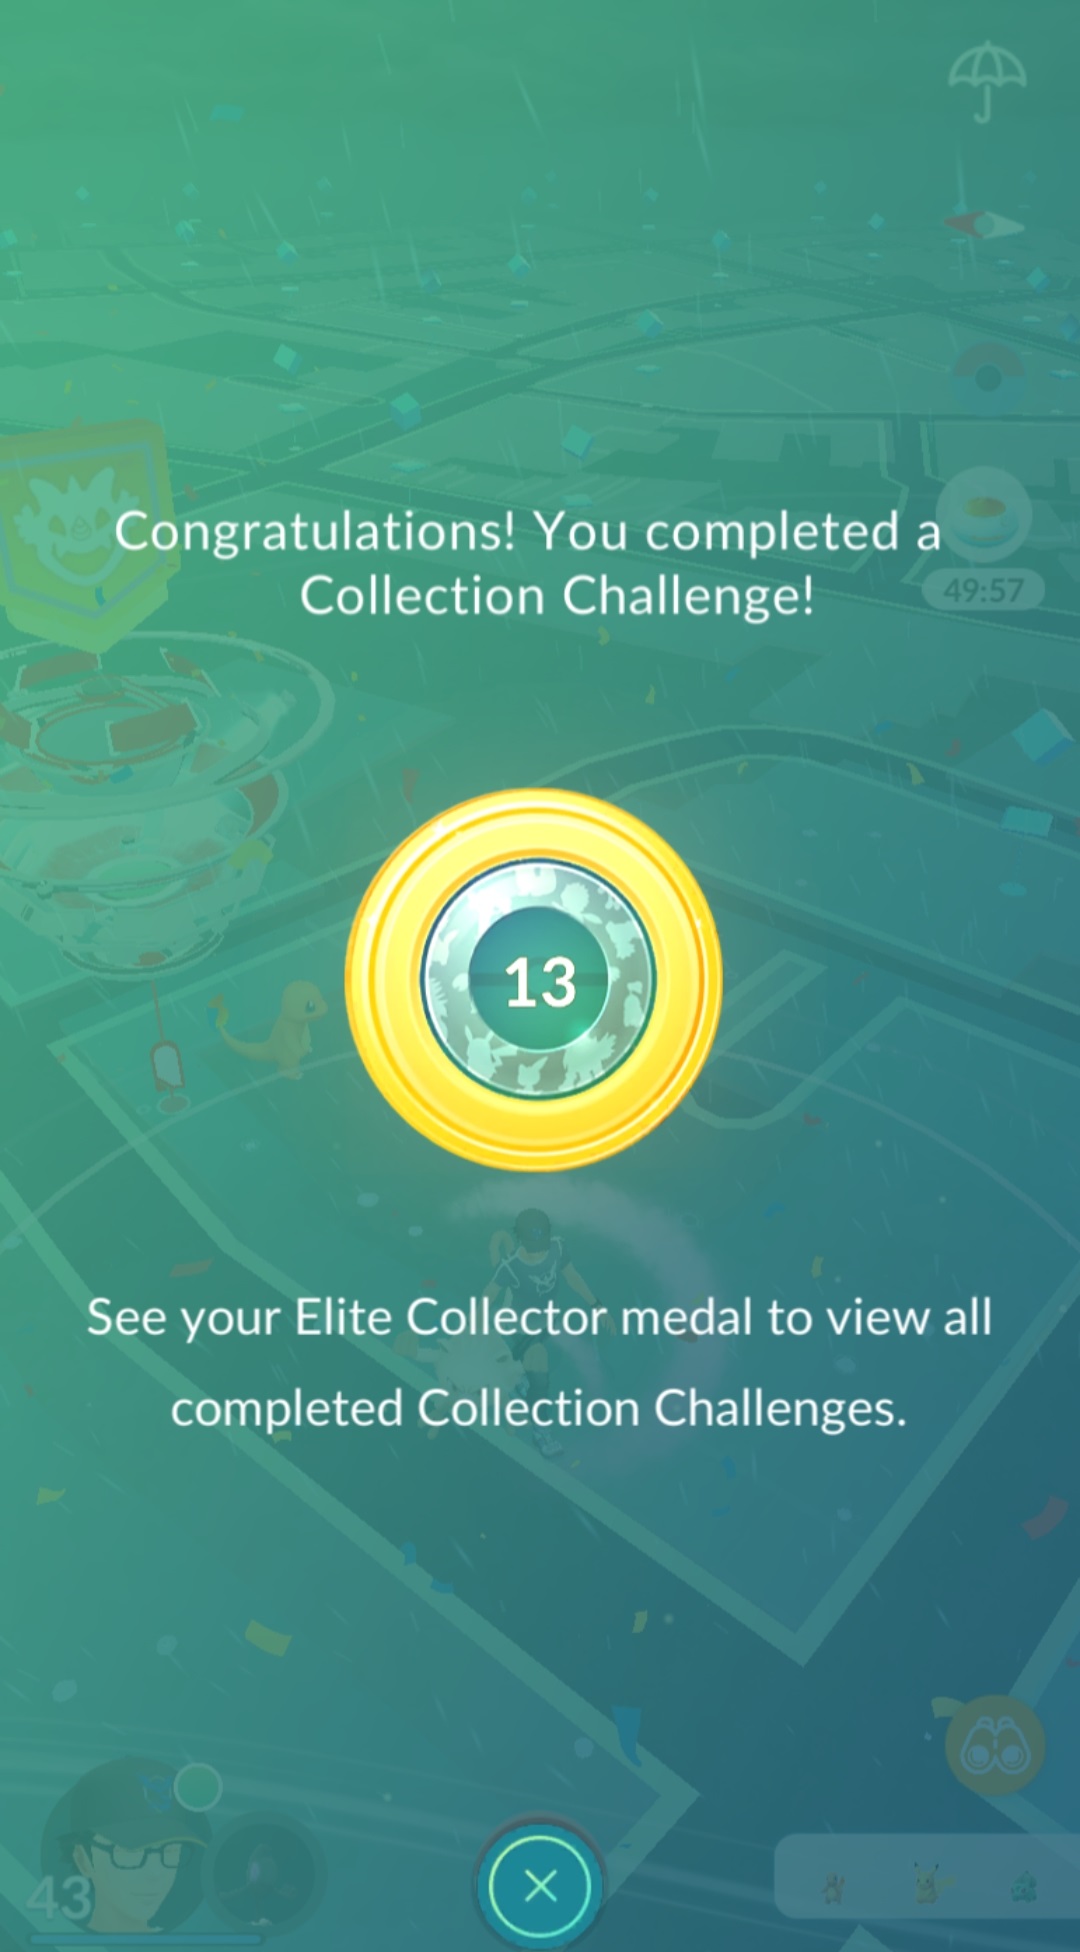 Congratulations! You completed a
Collection Challenge!
49:57
13
See your Elite Collector medal to view all
completed Collection Challenges.
43